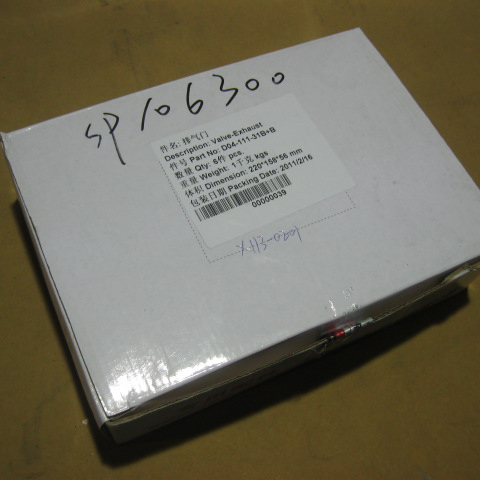 SP106300
件名: 排气门
Description: Valve-Exhaust
件号 Part No: D04-111-31B+B
数量 Qty: 6件 pcs.
重量 Weight: 1千克 kgs
体积 Dimension: 220*158*56 mm
包装日期 Packing Date: 2011/2/16
00000039